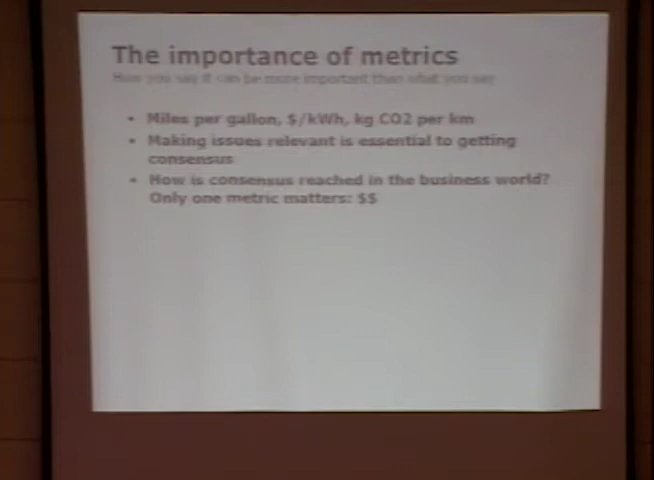 The importance of metrics
How you say it can be more important than what you say
• Miles per gallon, $/kWh, kg CO2 per km
• Making issues relevant is essential to getting
consensus
• How is consensus reached in the business world?
Only one metric matters: $$